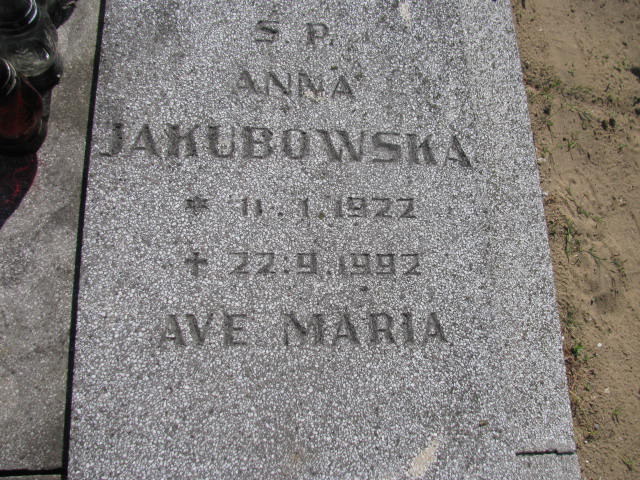 Ś. P.
ANNA
JAKUBOWSKA
* 11.1.1922
✝ 22.9.1992
AVE MARIA